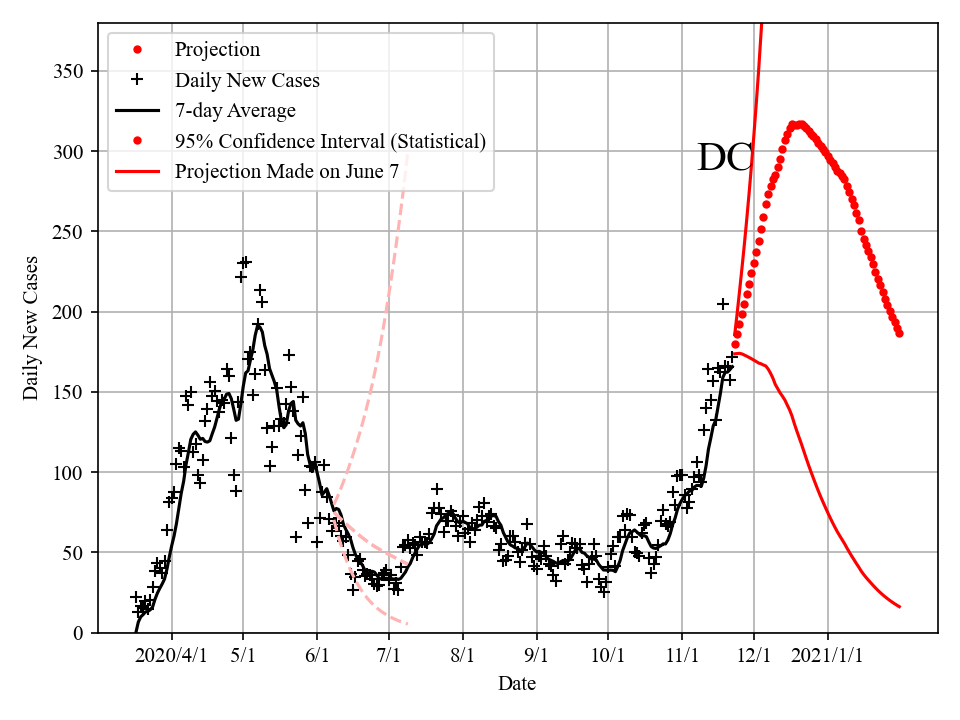 Projection
Daily New Cases
7-day Average
95% Confidence Interval (Statistical)
Projection Made on June 7
DC
350
300
250
200
150
100
50
0
Daily New Cases
2020/4/1 5/1 6/1 7/1 8/1 9/1 10/1 11/1 12/1 2021/1/1
Date